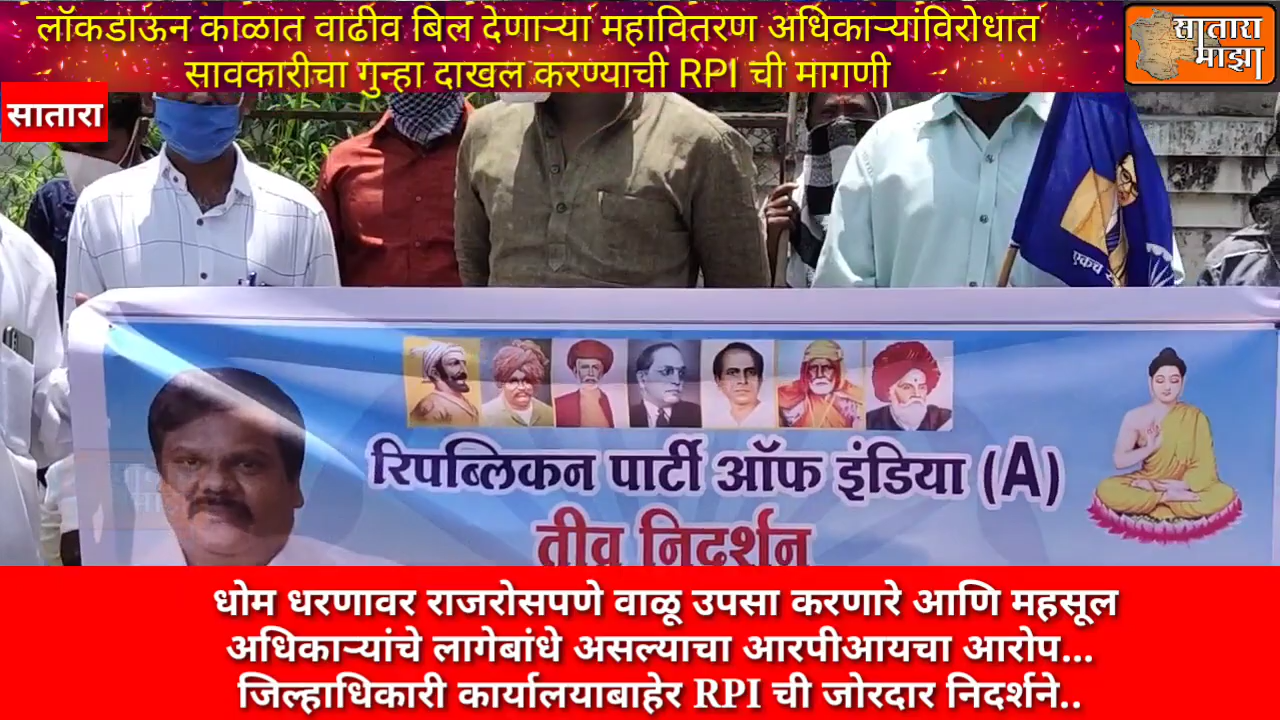 लॉकडाऊन काळात वाढीव बिल देणाऱ्या महावितरण अधिकाऱ्यांविरोधात
सावकारीचा गुन्हा दाखल करण्याची RPI ची मागणी
सातारा
माझा
सातारा
एकच
रिपब्लिकन पार्टी ऑफ इंडिया (A)
तीव्र निदर्शन
धोम धरणावर राजरोसपणे वाळू उपसा करणारे आणि महसूल
अधिकाऱ्यांचे लागेबांधे असल्याचा आरपीआयचा आरोप...
जिल्हाधिकारी कार्यालयाबाहेर RPI ची जोरदार निदर्शने..